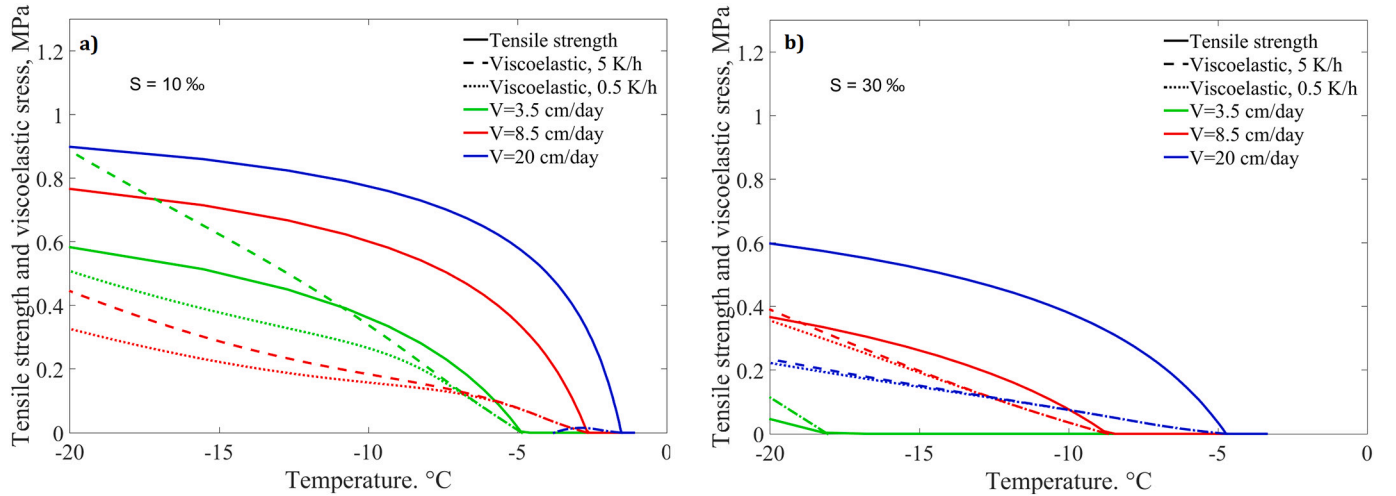 Tensile strength and viscoelastic sress, MPa
a)
S = 10 ‰
Tensile strength
Viscoelastic, 5 K/h
Viscoelastic, 0.5 K/h
V=3.5 cm/day
V=8.5 cm/day
V=20 cm/day
1.2
1
0.8
0.6
0.4
0.2
0
-20
-15
-10
-5
0
Temperature. °C
Tensile strength and viscoelastic sress, MPa
b)
S = 30 ‰
Tensile strength
Viscoelastic, 5 K/h
Viscoelastic, 0.5 K/h
V=3.5 cm/day
V=8.5 cm/day
V=20 cm/day
1.2
1
0.8
0.6
0.4
0.2
0
-20
-15
-10
-5
0
Temperature. °C